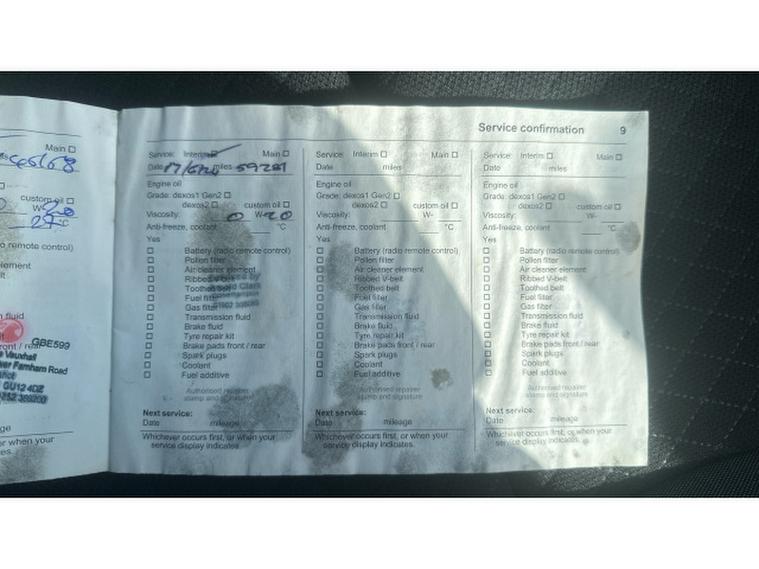 Service confirmation 9
Main ☐
custom oil ☐
W-20
°C
o remote control)
element
elt
n fluid
nt / rear
GBE599
Vauxhall
Farnham Road
GU12 4DZ
Service: Interim ☑ Main ☐
Date miles 59281
Engine oil
Grade: dexos1 Gen2 ☐
dexos2 ☐ custom oil ☐
Viscosity: 0 W-20
Anti-freeze, coolant °C
Yes
☐ Battery (radio remote control)
☐ Pollen filter
☐ Air cleaner element
☐ Ribbed V-belt
☐ Toothed belt
☐ Fuel filter
☐ Gas filter
☐ Transmission fluid
☐ Brake fluid
☐ Tyre repair kit
☐ Brake pads front / rear
☐ Spark plugs
☐ Coolant
☐ Fuel additive
Authorised repairer
stamp and signature
Next service:
Date mileage
Whichever occurs first, or when your
service display indicates.
Service: Interim ☐ Main ☐
Date miles
Engine oil
Grade: dexos1 Gen2 ☐
dexos2 ☐ custom oil ☐
Viscosity: W-
Anti-freeze, coolant °C
Yes
☐ Battery (radio remote control)
☐ Pollen filter
☐ Air cleaner element
☐ Ribbed V-belt
☐ Toothed belt
☐ Fuel filter
☐ Gas filter
☐ Transmission fluid
☐ Brake fluid
☐ Tyre repair kit
☐ Brake pads front / rear
☐ Spark plugs
☐ Coolant
☐ Fuel additive
Authorised repairer
stamp and signature
Next service:
Date mileage
Whichever occurs first, or when your
service display indicates.
Service: Interim ☐ Main ☐
Date miles
Engine oil
Grade: dexos1 Gen2 ☐
dexos2 ☐ custom oil ☐
Viscosity: W-
Anti-freeze, coolant °C
Yes
☐ Battery (radio remote control)
☐ Pollen filter
☐ Air cleaner element
☐ Ribbed V-belt
☐ Toothed belt
☐ Fuel filter
☐ Gas filter
☐ Transmission fluid
☐ Brake fluid
☐ Tyre repair kit
☐ Brake pads front / rear
☐ Spark plugs
☐ Coolant
☐ Fuel additive
Authorised repairer
stamp and signature
Next service:
Date mileage
Whichever occurs first, or when your
service display indicates.